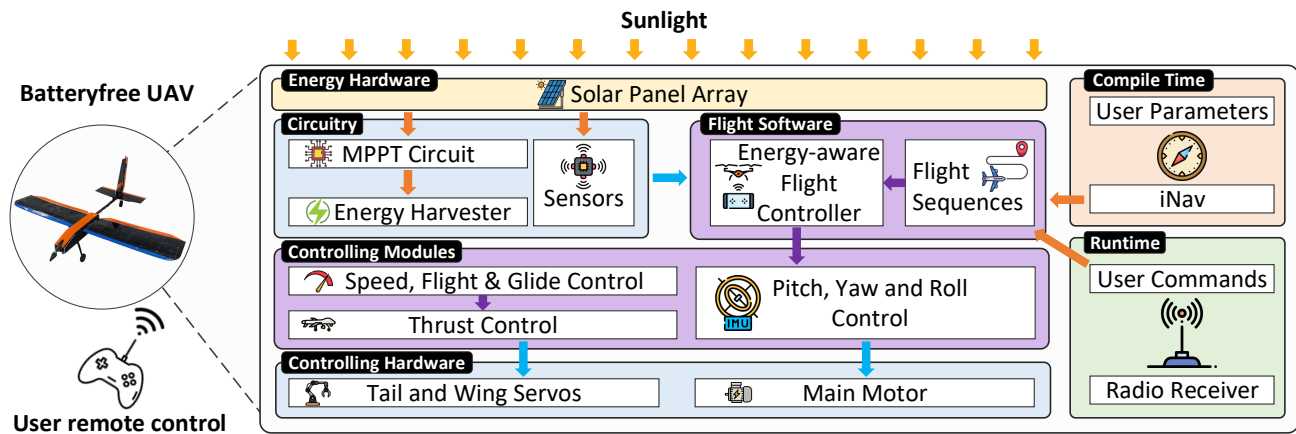 Sunlight
Batteryfree UAV
User remote control
Energy Hardware
Solar Panel Array
Circuitry
MPPT Circuit
Energy Harvester
Sensors
Flight Software
Energy-aware
Flight
Controller
Flight
Sequences
Compile Time
User Parameters
iNav
Runtime
User Commands
Radio Receiver
Controlling Modules
Speed, Flight & Glide Control
Thrust Control
IMU
Pitch, Yaw and Roll
Control
Controlling Hardware
Tail and Wing Servos
Main Motor